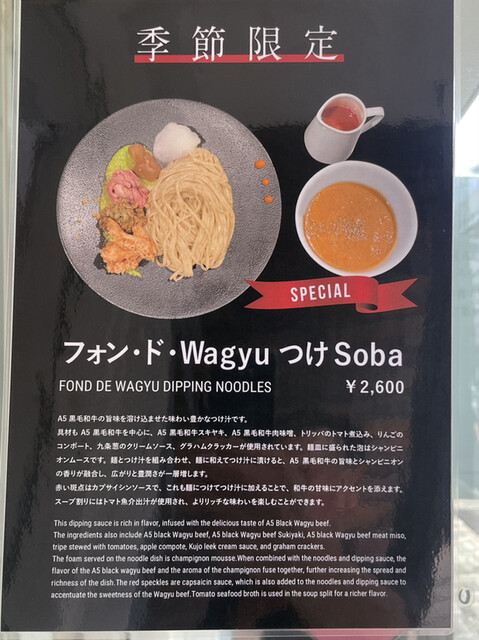 季節限定
SPECIAL
フォン・ド・Wagyu つけ Soba
FOND DE WAGYU DIPPING NOODLES ￥2,600
A5 黒毛和牛の旨味を溶け込ませた味わい豊かなつけ汁です。
具材も A5 黒毛和牛を中心に、A5 黒毛和牛スキヤキ、A5 黒毛和牛肉味噌、トリッパのトマト煮込み、りんごの
コンポート、九条葱のクリームソース、グラハムクラッカーが使用されています。麺皿に盛られた泡はシャンピニ
オンムースです。麺とつけ汁を組み合わせ、麺に和えてつけ汁に漬けると、A5 黒毛和牛の旨味とシャンピニオン
の香りが融合し、広がりと豊潤さが一層増します。
赤い斑点はカプサイシンソースで、これも麺につけてつけ汁に加えることで、和牛の甘味にアクセントを添えます。
スープ割りにはトマト魚介出汁が使用され、よりリッチな味わいを楽しむことができます。
This dipping sauce is rich in flavor, infused with the delicious taste of A5 Black Wagyu beef.
The ingredients also include A5 black Wagyu beef, A5 black Wagyu beef Sukiyaki, A5 black Wagyu beef meat miso,
tripe stewed with tomatoes, apple compote, Kujo leek cream sauce, and graham crackers.
The foam served on the noodle dish is champignon mousse.When combined with the noodles and dipping sauce, the
flavor of the A5 black wagyu beef and the aroma of the champignon fuse together, further increasing the spread and
richness of the dish.The red speckles are capsaicin sauce, which is also added to the noodles and dipping sauce to
accentuate the sweetness of the Wagyu beef.Tomato seafood broth is used in the soup split for a richer flavor.